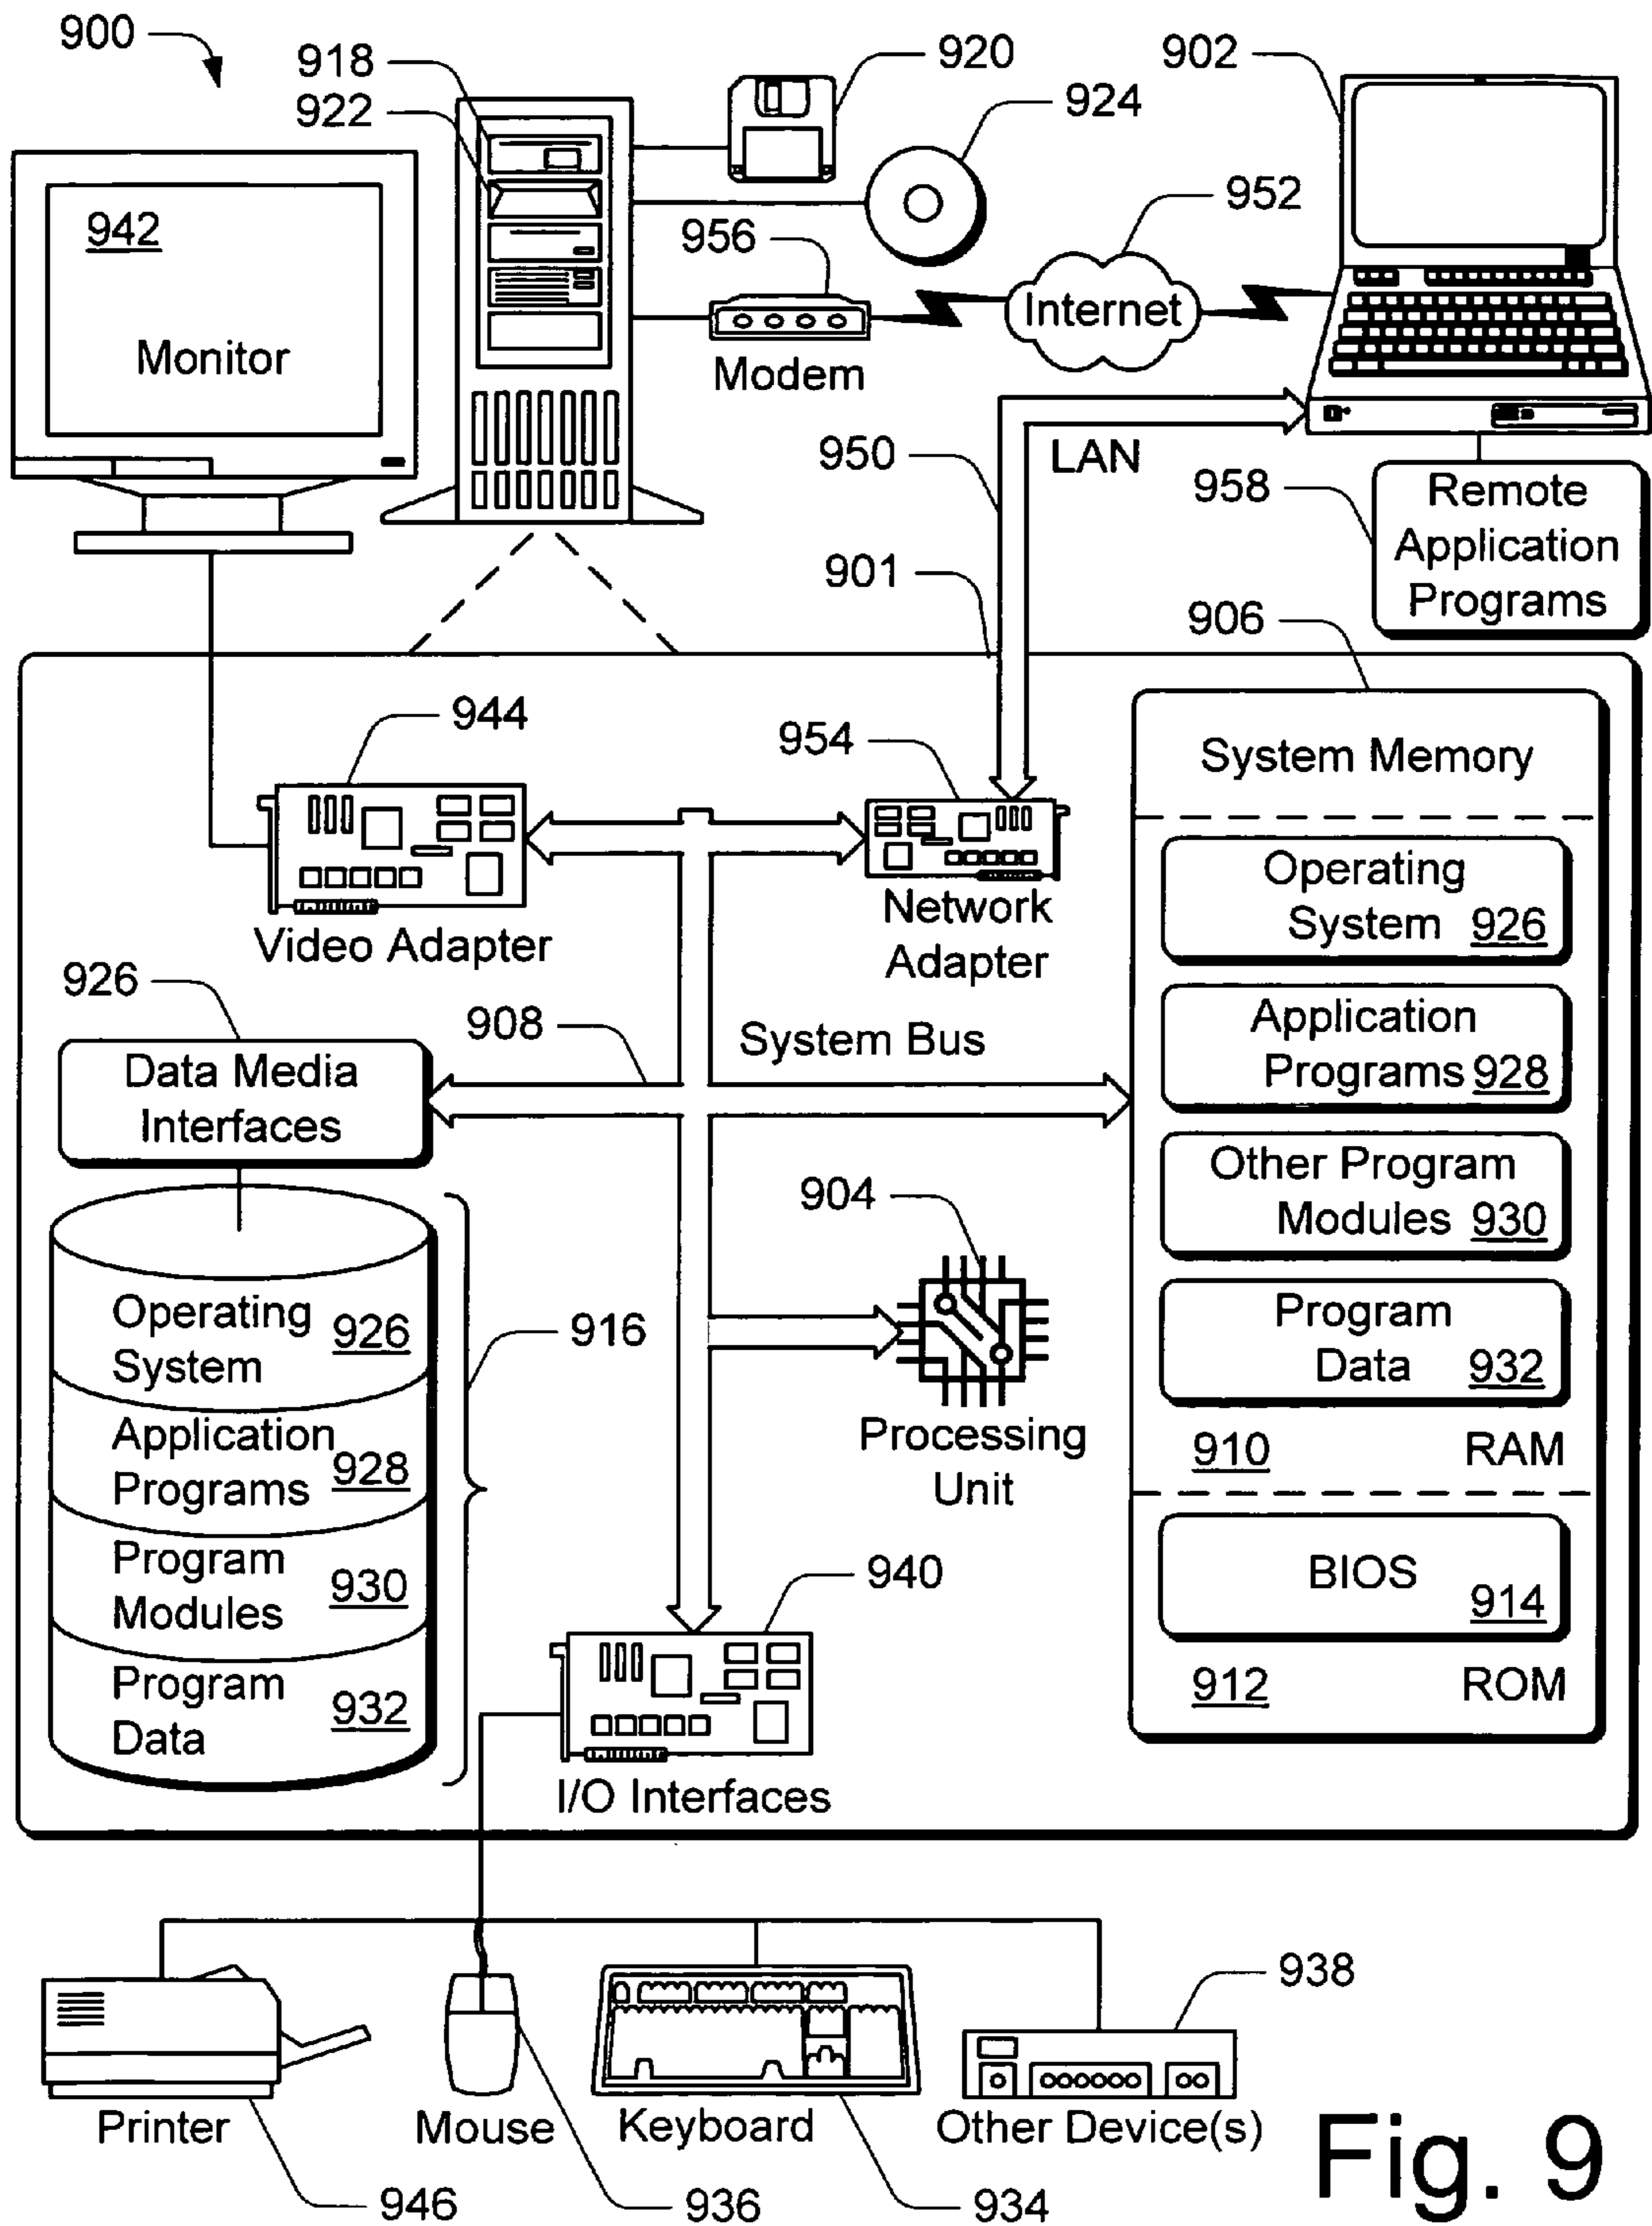 900
918
922
920
902
924
942
Monitor
956
952
Internet
Modem
950
LAN
958
Remote
Application
Programs
901
906
944
954
System Memory
Video Adapter
Network
Adapter
Operating
System 926
926
Data Media
Interfaces
908
System Bus
Application
Programs 928
Other Program
Modules 930
904
Processing
Unit
Program
Data 932
910 RAM
BIOS
914
912 ROM
Operating
System 926
916
Application
Programs 928
Program
Modules 930
Program
Data 932
940
I/O Interfaces
938
Printer
Mouse
Keyboard
Other Device(s)
946
936
934
Fig. 9